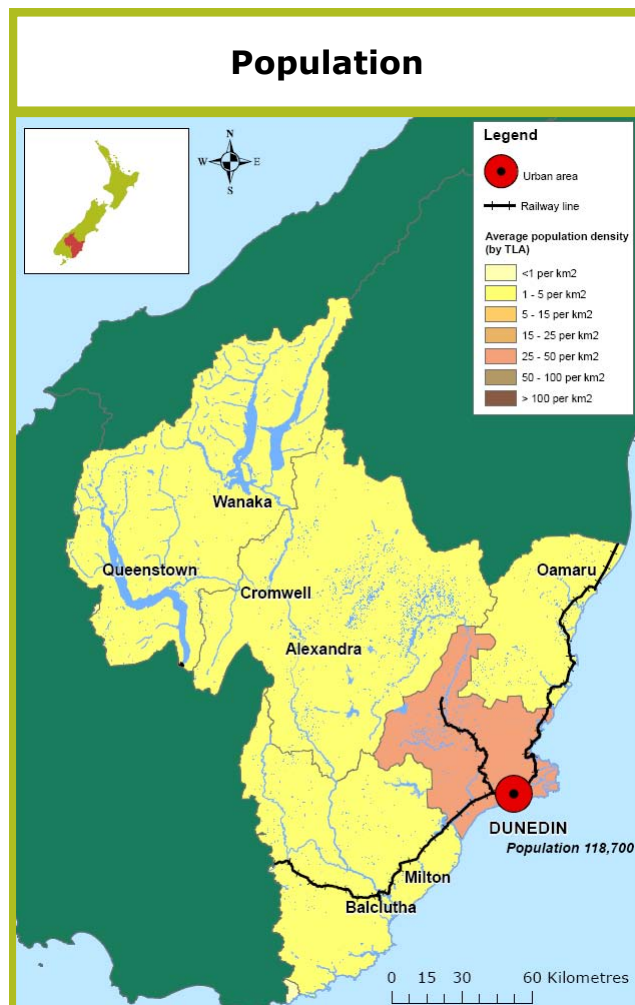 Population
N
W E
S
Legend
Urban area
Railway line
Average population density
(by TLA)
<1 per km2
1 - 5 per km2
5 - 15 per km2
15 - 25 per km2
25 - 50 per km2
50 - 100 per km2
> 100 per km2
Wanaka
Queenstown
Cromwell
Oamaru
Alexandra
DUNEDIN
Population 118,700
Milton
Balclutha
0 15 30 60 Kilometres